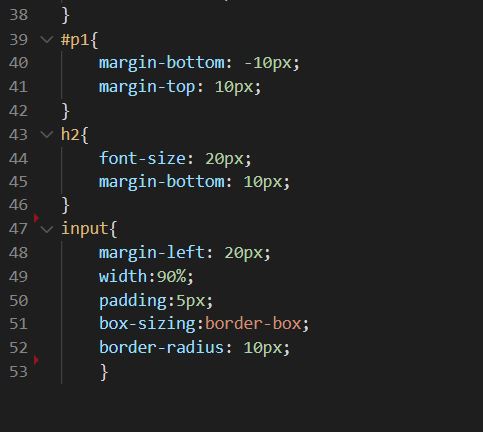 38 }
39 #p1{
40 margin-bottom: -10px;
41 margin-top: 10px;
42 }
43 h2{
44 font-size: 20px;
45 margin-bottom: 10px;
46 }
47 input{
48 margin-left: 20px;
49 width:90%;
50 padding:5px;
51 box-sizing:border-box;
52 border-radius: 10px;
53 }